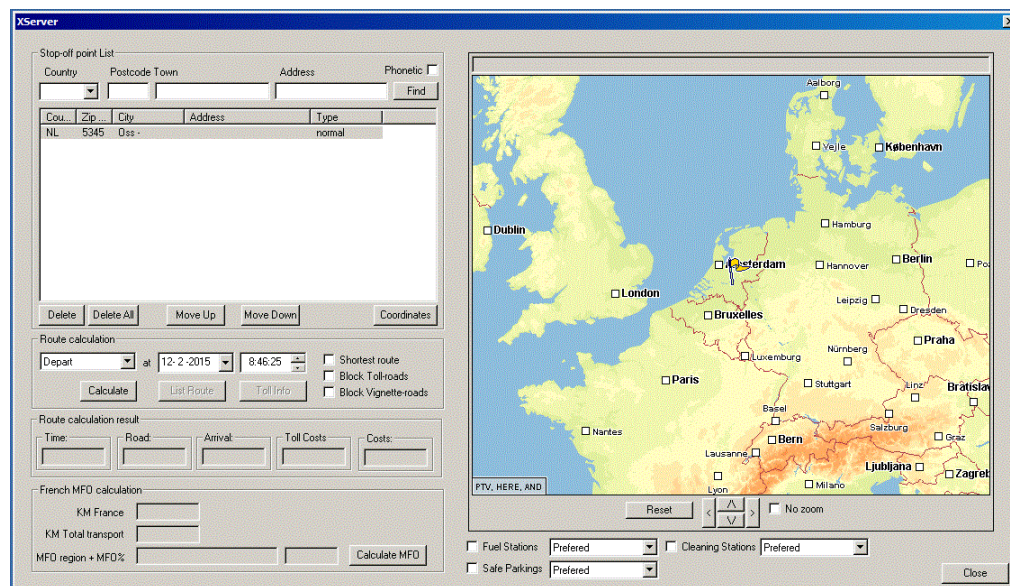 XServer
Stop-off point List
Country Postcode Town Address Phonetic
Find
Cou... Zip ... City Address Type
NL 5345 Oss - normal
Delete Delete All Move Up Move Down Coordinates
Route calculation
Depart at 12- 2 -2015 8:46:25
Shortest route
Block Toll-roads
Block Vignette-roads
Calculate List Route Toll Info
Route calculation result
Time: Road: Arrival: Toll Costs Costs:
French MFO calculation
KM France
KM Total transport
MFO region + MFO% Calculate MFO
Aalborg
Vejle København
Dublin
Hamburg
Amsterdam Hannover Berlin
London
Leipzig
Bruxelles Dresden
Praha
Luxemburg Nürnberg
Paris Stuttgart Linz Bratislav
Basel
Nantes Salzburg
Bern Graz
Lausanne
Ljubljana Zagreb
Lyon Milano
PTV, HERE, AND
Reset < /\ \/ > No zoom
Fuel Stations Prefered Cleaning Stations Prefered
Safe Parkings Prefered
Close